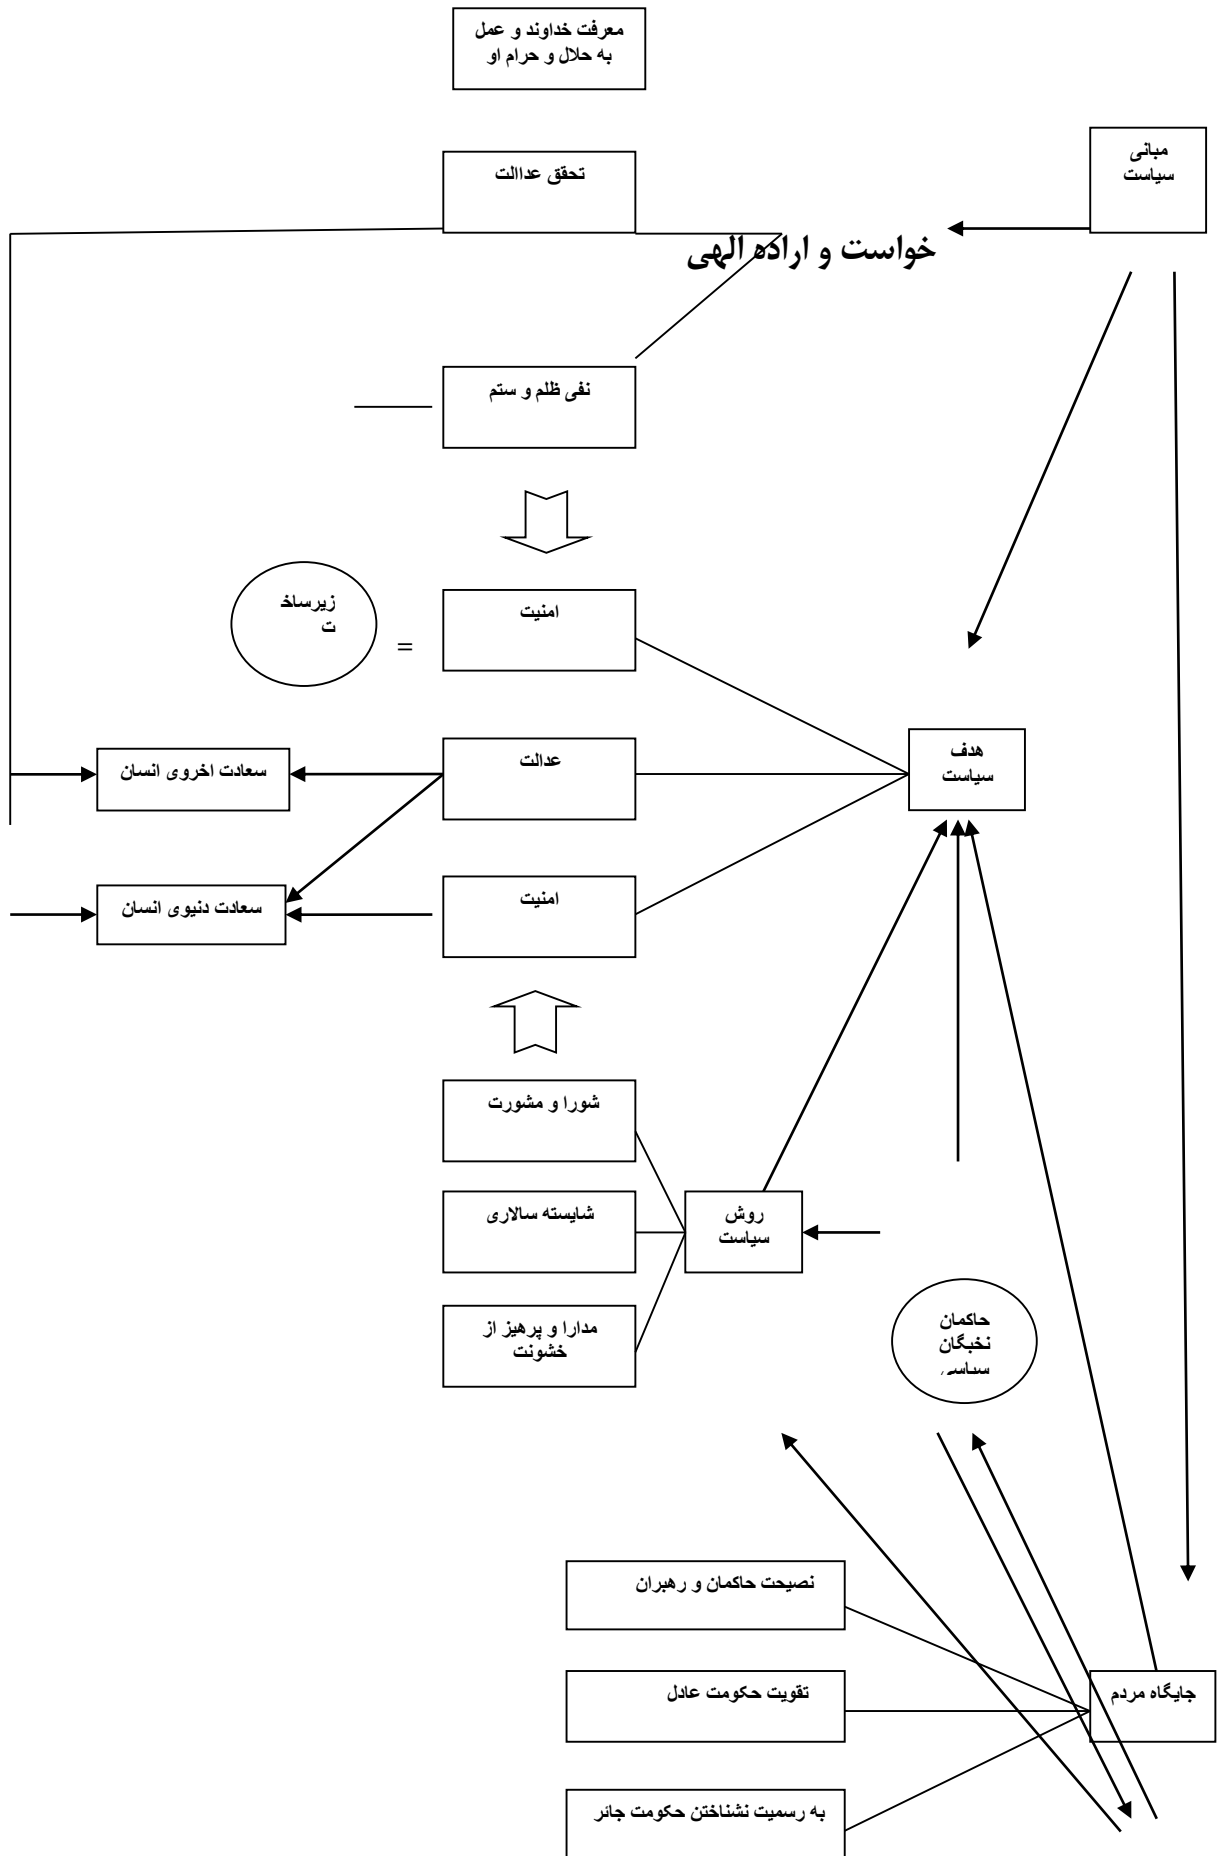 معرفت خداوند و عمل
به حلال و حرام او
مبانی
سیاست
تحقق عداالت
خواست و اراده الهی
نفی ظلم و ستم
زیرساخ
ت
=
امنیت
هدف
سیاست
عدالت
سعادت اخروی انسان
امنیت
سعادت دنیوی انسان
شورا و مشورت
شایسته سالاری
روش
سیاست
مدارا و پرهیز از
خشونت
حاکمان
نخبگان
سیاسی
نصیحت حاکمان و رهبران
تقویت حکومت عادل
جایگاه مردم
به رسمیت نشناختن حکومت جائر